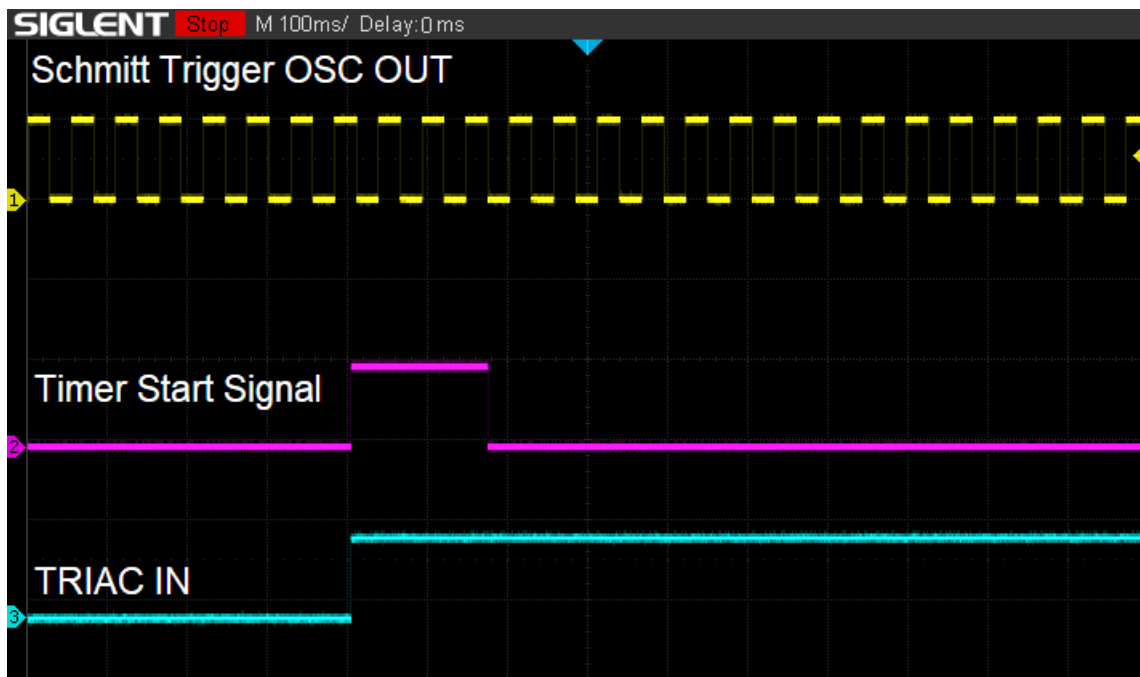 SIGLENT Stop M 100ms/ Delay:0ms
Schmitt Trigger OSC OUT
1
Timer Start Signal
2
TRIAC IN
3